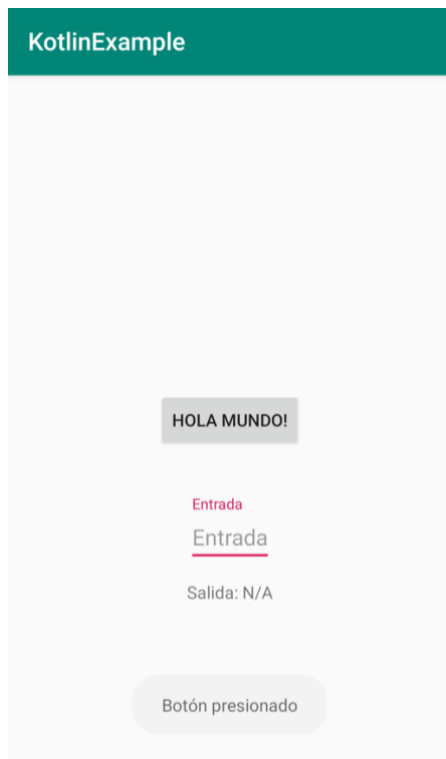 KotlinExample
HOLA MUNDO!
Entrada
Entrada
Salida: N/A
Botón presionado